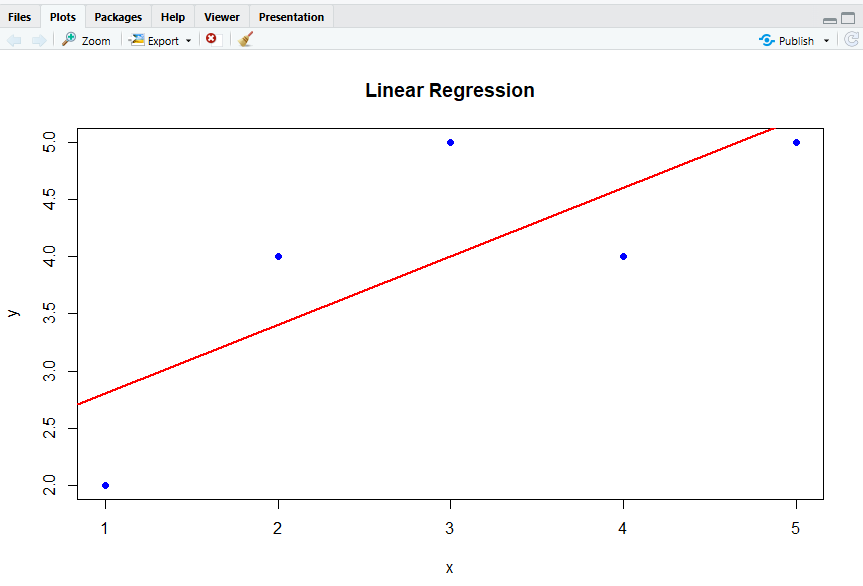 Files Plots Packages Help Viewer Presentation
Zoom Export Publish
Linear Regression
5.0
4.5
4.0
3.5
3.0
2.5
2.0
y
1 2 3 4 5
x